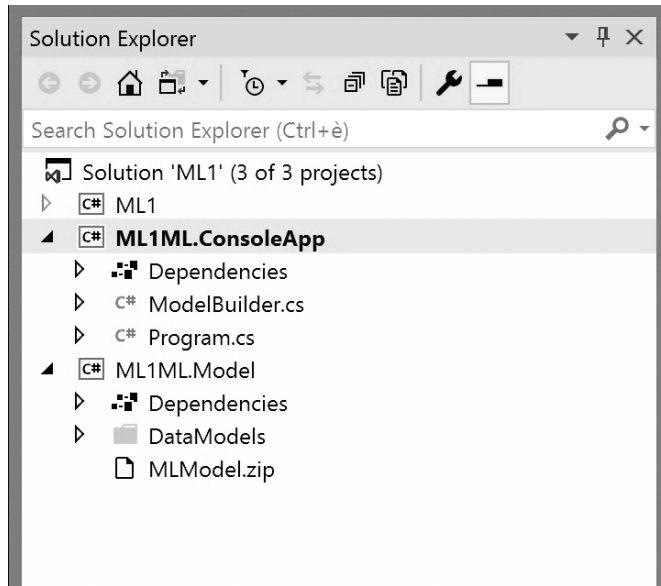 Solution Explorer
Search Solution Explorer (Ctrl+è)
Solution 'ML1' (3 of 3 projects)
C# ML1
C# ML1ML.ConsoleApp
Dependencies
C# ModelBuilder.cs
C# Program.cs
C# ML1ML.Model
Dependencies
DataModels
MLModel.zip